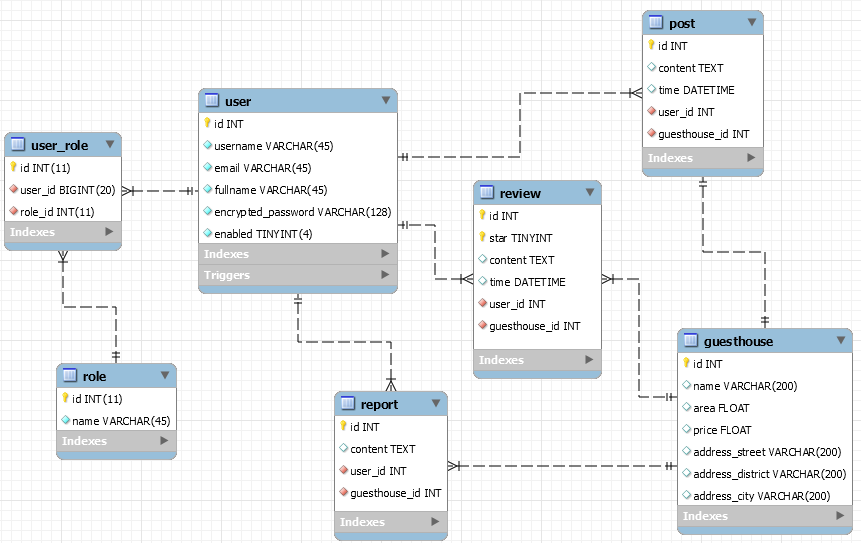 post
id INT
content TEXT
time DATETIME
user_id INT
guesthouse_id INT
Indexes
user
id INT
username VARCHAR(45)
email VARCHAR(45)
fullname VARCHAR(45)
encrypted_password VARCHAR(128)
enabled TINYINT(4)
Indexes
Triggers
user_role
id INT(11)
user_id BIGINT(20)
role_id INT(11)
Indexes
review
id INT
star TINYINT
content TEXT
time DATETIME
user_id INT
guesthouse_id INT
Indexes
guesthouse
id INT
name VARCHAR(200)
area FLOAT
price FLOAT
address_street VARCHAR(200)
address_district VARCHAR(200)
address_city VARCHAR(200)
Indexes
role
id INT(11)
name VARCHAR(45)
Indexes
report
id INT
content TEXT
user_id INT
guesthouse_id INT
Indexes